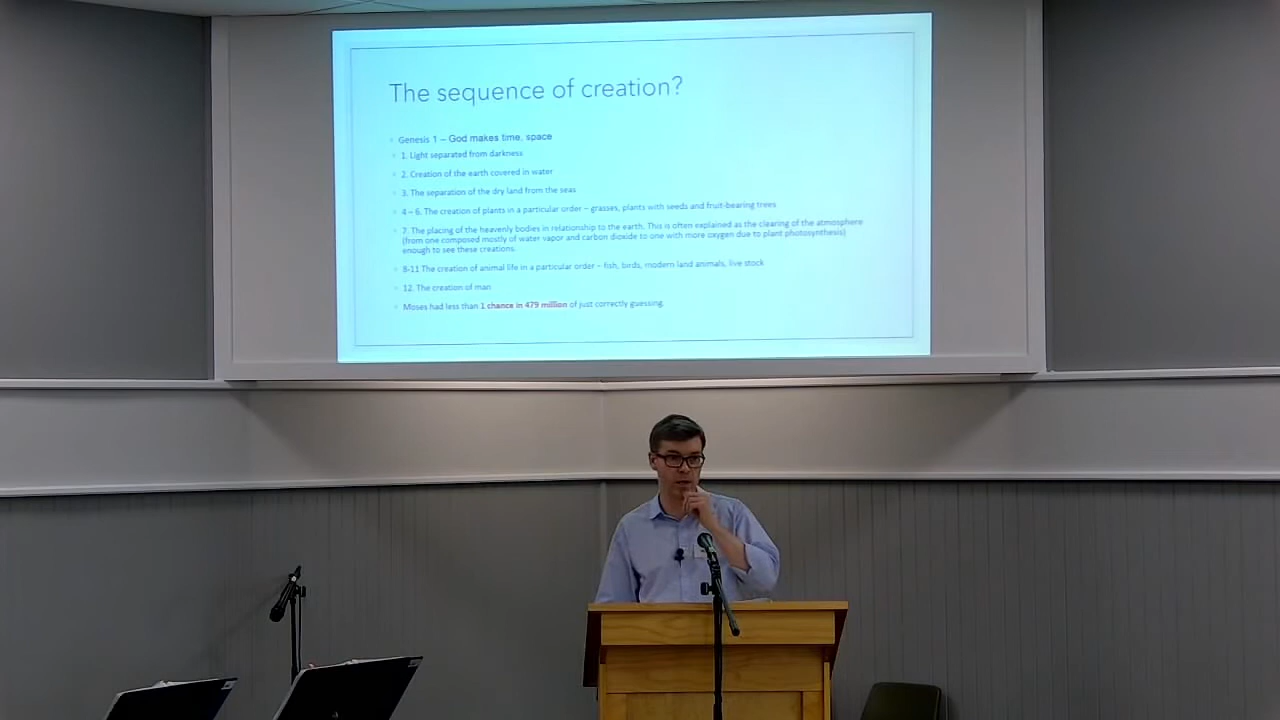 The sequence of creation?
Genesis 1 – God makes time, space
1. Light separated from darkness
2. Creation of the earth covered in water
3. The separation of the dry land from the seas
4 – 6. The creation of plants in a particular order – grasses, plants with seeds and fruit-bearing trees
7. The placing of the heavenly bodies in relationship to the earth. This is often explained as the clearing of the atmosphere
(from one composed mostly of water vapor and carbon dioxide to one with more oxygen due to plant photosynthesis)
enough to see these creations.
8-11 The creation of animal life in a particular order – fish, birds, modern land animals, live stock
12. The creation of man
Moses had less than 1 chance in 479 million of just correctly guessing.